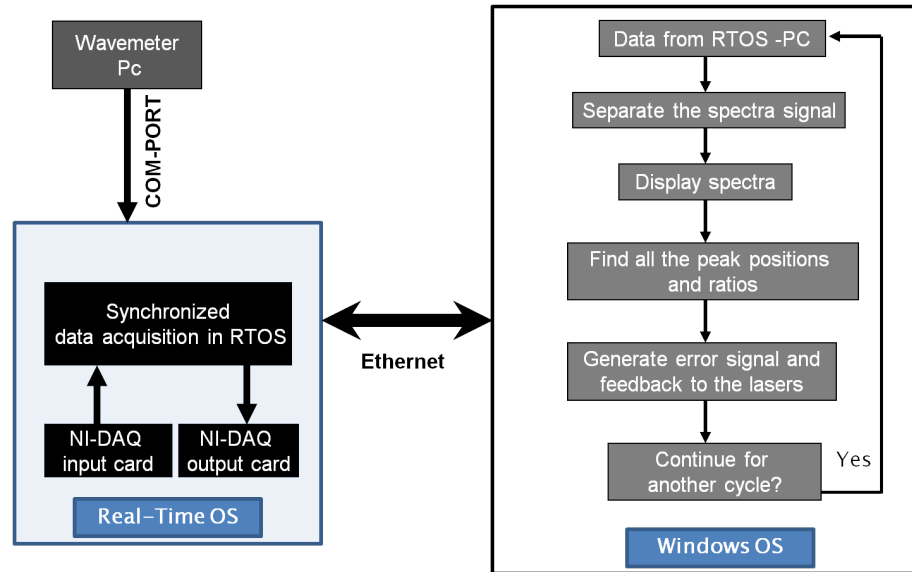 Wavemeter
Pc
COM-PORT
Synchronized
data acquisition in RTOS
NI-DAQ
input card
NI-DAQ
output card
Real-Time OS
Ethernet
Data from RTOS -PC
Separate the spectra signal
Display spectra
Find all the peak positions
and ratios
Generate error signal and
feedback to the lasers
Continue for
another cycle?
Yes
Windows OS